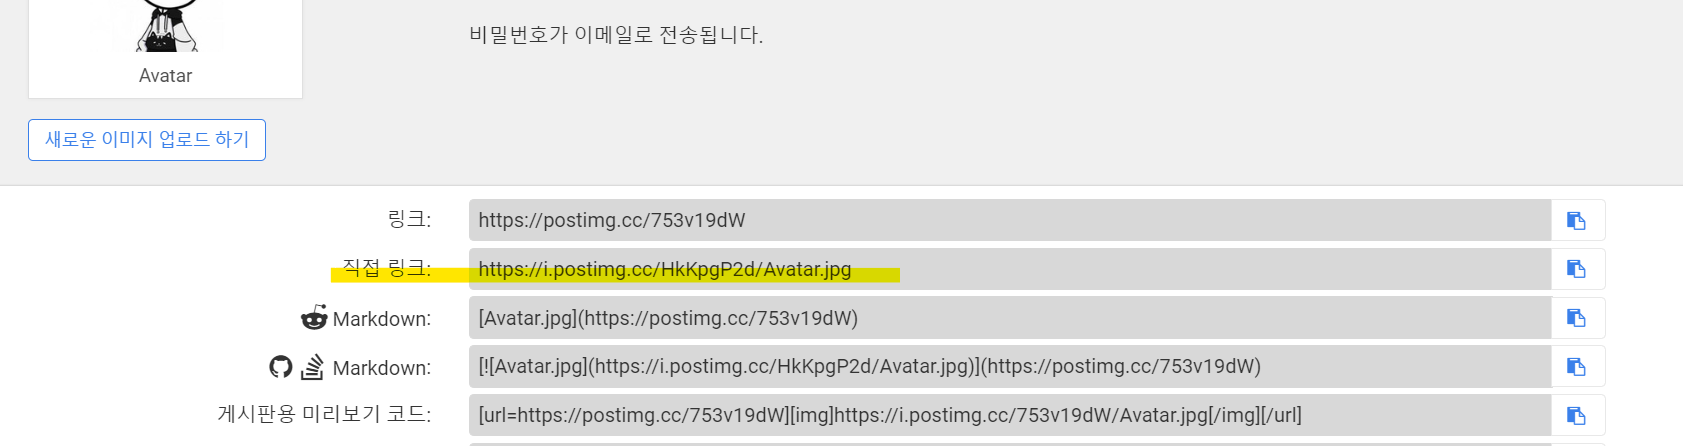 비밀번호가 이메일로 전송됩니다.
Avatar
새로운 이미지 업로드 하기
링크: https://postimg.cc/753v19dW
직접 링크: https://i.postimg.cc/HkKpgP2d/Avatar.jpg
Markdown: [Avatar.jpg](https://postimg.cc/753v19dW)
Markdown: [![Avatar.jpg](https://i.postimg.cc/HkKpgP2d/Avatar.jpg)](https://postimg.cc/753v19dW)
게시판용 미리보기 코드: [url=https://postimg.cc/753v19dW][img]https://i.postimg.cc/753v19dW/Avatar.jpg[/img][/url]